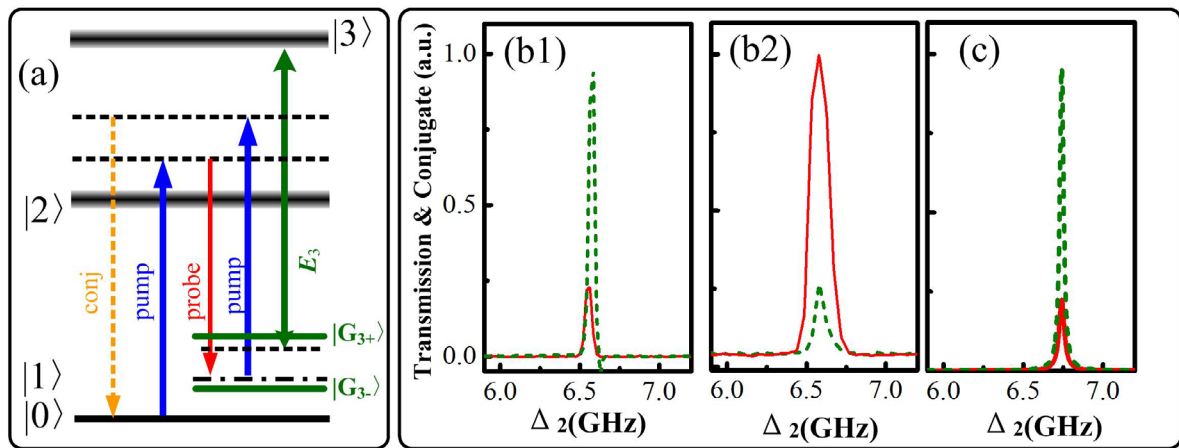 (a)
|3⟩
|2⟩
conj
pump
probe
pump
E₃
|G₃₊⟩
|1⟩
|G₃₋⟩
|0⟩
Transmission & Conjugate (a.u.)
1.0
0.5
0.0
(b1)
(b2)
(c)
6.0 6.5 7.0
6.0 6.5 7.0
6.0 6.5 7.0
Δ ₂(GHz)
Δ ₂(GHz)
Δ ₂(GHz)